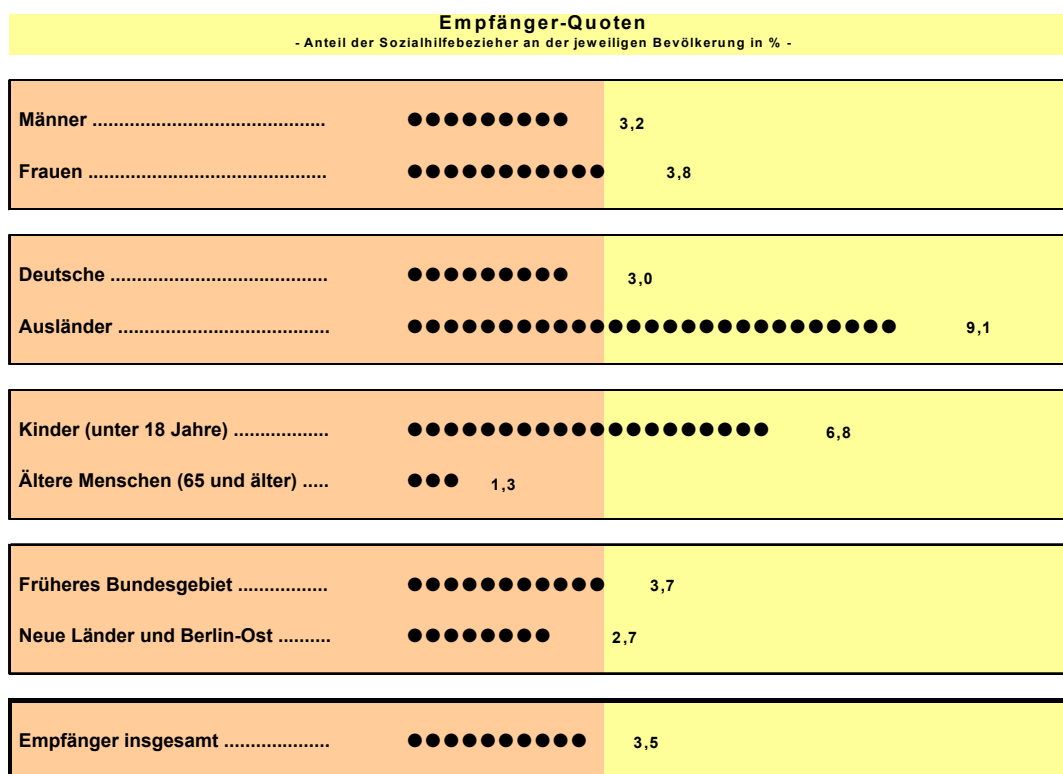 Empfänger-Quoten
- Anteil der Sozialhilfebezieher an der jeweiligen Bevölkerung in % -
Männer ............................................ ●●●●●●●●● 3,2
Frauen ............................................. ●●●●●●●●●●● 3,8
Deutsche ......................................... ●●●●●●●●● 3,0
Ausländer ........................................ ●●●●●●●●●●●●●●●●●●●●●●●●●●● 9,1
Kinder (unter 18 Jahre) .................. ●●●●●●●●●●●●●●●●●●●● 6,8
Ältere Menschen (65 und älter) ..... ●●● 1,3
Früheres Bundesgebiet ................. ●●●●●●●●●●● 3,7
Neue Länder und Berlin-Ost .......... ●●●●●●●● 2,7
Empfänger insgesamt .................... ●●●●●●●●●● 3,5